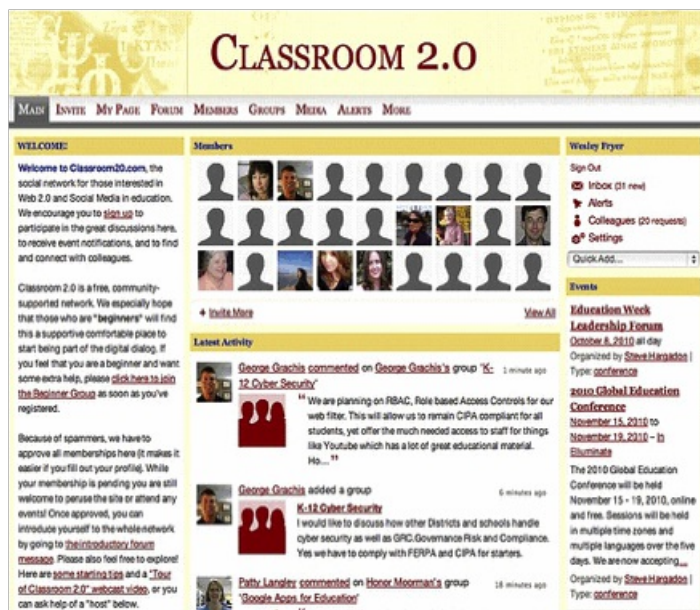 CLASSROOM 2.0
MAIN INVITE MY PAGE FORUM MEMBERS GROUPS MEDIA ALERTS MORE
WELCOME!
Welcome to Classroom20.com, the
social network for those interested in
Web 2.0 and Social Media in education.
We encourage you to sign up to
participate in the great discussions here,
to receive event notifications, and to find
and connect with colleagues.
Classroom 2.0 is a free, community-
supported network. We especially hope
that those who are "beginners" will find
this a supportive comfortable place to
start being part of the digital dialog. If
you feel that you are a beginner and want
some extra help, please click here to join
the Beginner Group as soon as you've
registered.
Because of spammers, we have to
approve all memberships here (it makes it
easier if you fill out your profile). While
your membership is pending you are still
welcome to peruse the site or attend any
events! Once approved, you can
introduce yourself to the whole network
by going to the introductory forum
message. Please also feel free to explore!
Here are some starting tips and a "Tour
of Classroom 2.0" webcast video, or you
can ask help of a "host" below.
Members
+ Invite More
View All
Latest Activity
George Grachis commented on George Grachis's group 'K-
12 Cyber Security'
1 minute ago
" We are planning on RBAC, Role based Access Controls for our
web filter. This will allow us to remain CIPA compliant for all
students, yet offer the much needed access to staff for things
like Youtube which has a lot of great educational material.
Ho... "
George Grachis added a group
6 minutes ago
K-12 Cyber Security
I would like to discuss how other Districts and schools handle
cyber security as well as GRC.Governance Risk and Compliance.
Yes we have to comply with FERPA and CIPA for starters.
Patty Langley commented on Honor Moorman's group
18 minutes ago
'Google Apps for Education'
Wesley Fryer
Sign Out
Inbox (31 new)
Alerts
Colleagues (20 requests)
Settings
Quick Add...
Events
Education Week
Leadership Forum
October 8, 2010 all day
Organized by Steve Hargadon |
Type: conference
2010 Global Education
Conference
November 15, 2010 to
November 19, 2010 – In
Elluminate
The 2010 Global Education
Conference will be held
November 15 - 19, 2010, online
and free. Sessions will be held
in multiple time zones and
multiple languages over the five
days. We are now accepting...
Organized by Steve Hargadon |
Type: conference